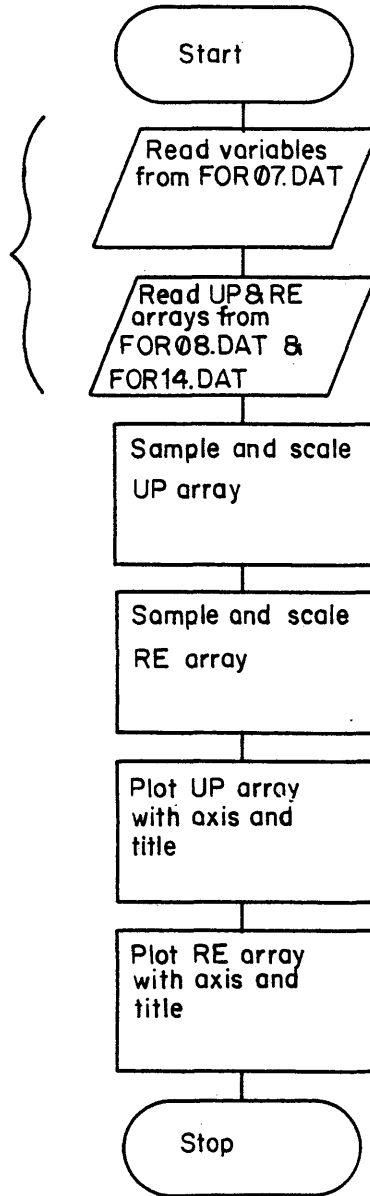 Start
Read variables
from FOR07.DAT
Read UP&RE
arrays from
FOR08.DAT &
FOR14.DAT
Sample and scale
UP array
Sample and scale
RE array
Plot UP array
with axis and
title
Plot RE array
with axis and
title
Stop